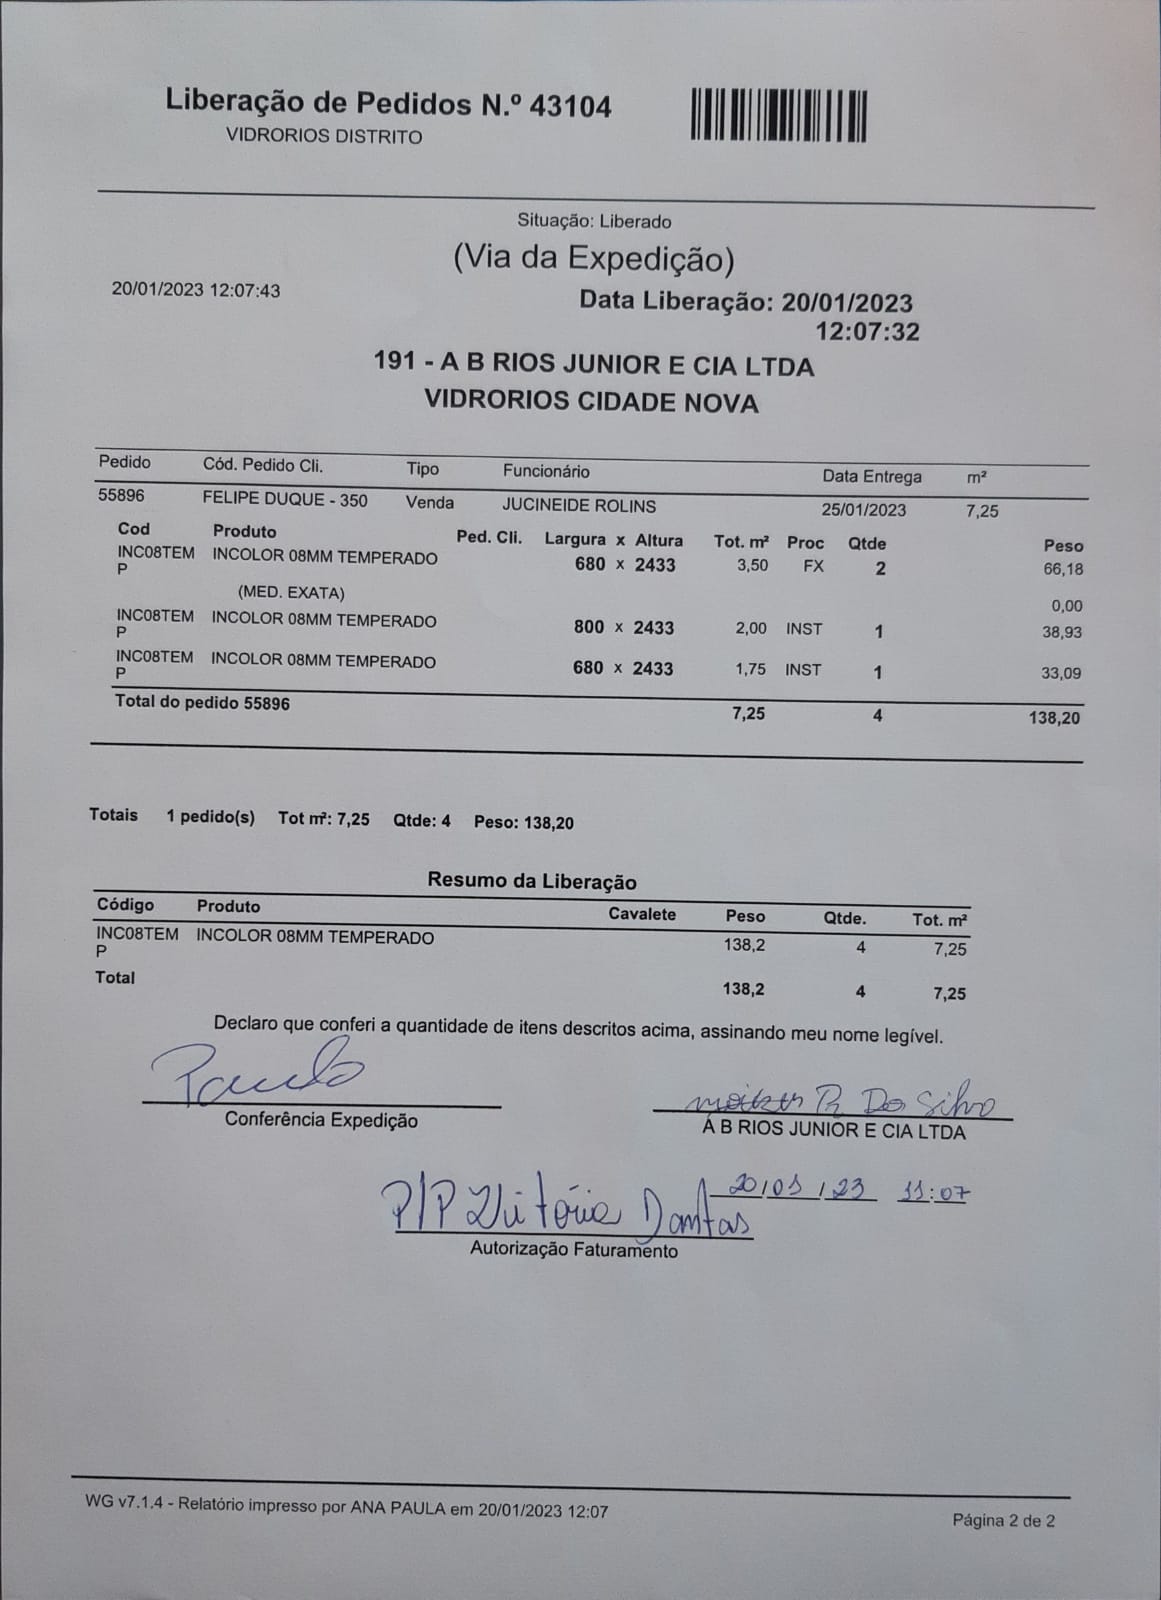 Liberação de Pedidos N.º 43104
VIDRORIOS DISTRITO
Situação: Liberado
(Via da Expedição)
20/01/2023 12:07:43
Data Liberação: 20/01/2023
12:07:32
191 - A B RIOS JUNIOR E CIA LTDA
VIDRORIOS CIDADE NOVA
Pedido Cód. Pedido Cli. Tipo Funcionário Data Entrega m²
55896 FELIPE DUQUE - 350 Venda JUCINEIDE ROLINS 25/01/2023 7,25
Cod Produto Ped. Cli. Largura x Altura Tot. m² Proc Qtde Peso
INC08TEM INCOLOR 08MM TEMPERADO 680 x 2433 3,50 FX 2 66,18
P
(MED. EXATA) 0,00
INC08TEM INCOLOR 08MM TEMPERADO 800 x 2433 2,00 INST 1 38,93
P
INC08TEM INCOLOR 08MM TEMPERADO 680 x 2433 1,75 INST 1 33,09
P
Total do pedido 55896 7,25 4 138,20
Totais 1 pedido(s) Tot m²: 7,25 Qtde: 4 Peso: 138,20
Resumo da Liberação
Código Produto Cavalete Peso Qtde. Tot. m²
INC08TEM INCOLOR 08MM TEMPERADO 138,2 4 7,25
P
Total 138,2 4 7,25
Declaro que conferi a quantidade de itens descritos acima, assinando meu nome legível.
Paulo
Conferência Expedição
Da Silva
A B RIOS JUNIOR E CIA LTDA
20/01/23 11:07
P/P Vitória Dantas
Autorização Faturamento
WG v7.1.4 - Relatório impresso por ANA PAULA em 20/01/2023 12:07
Página 2 de 2